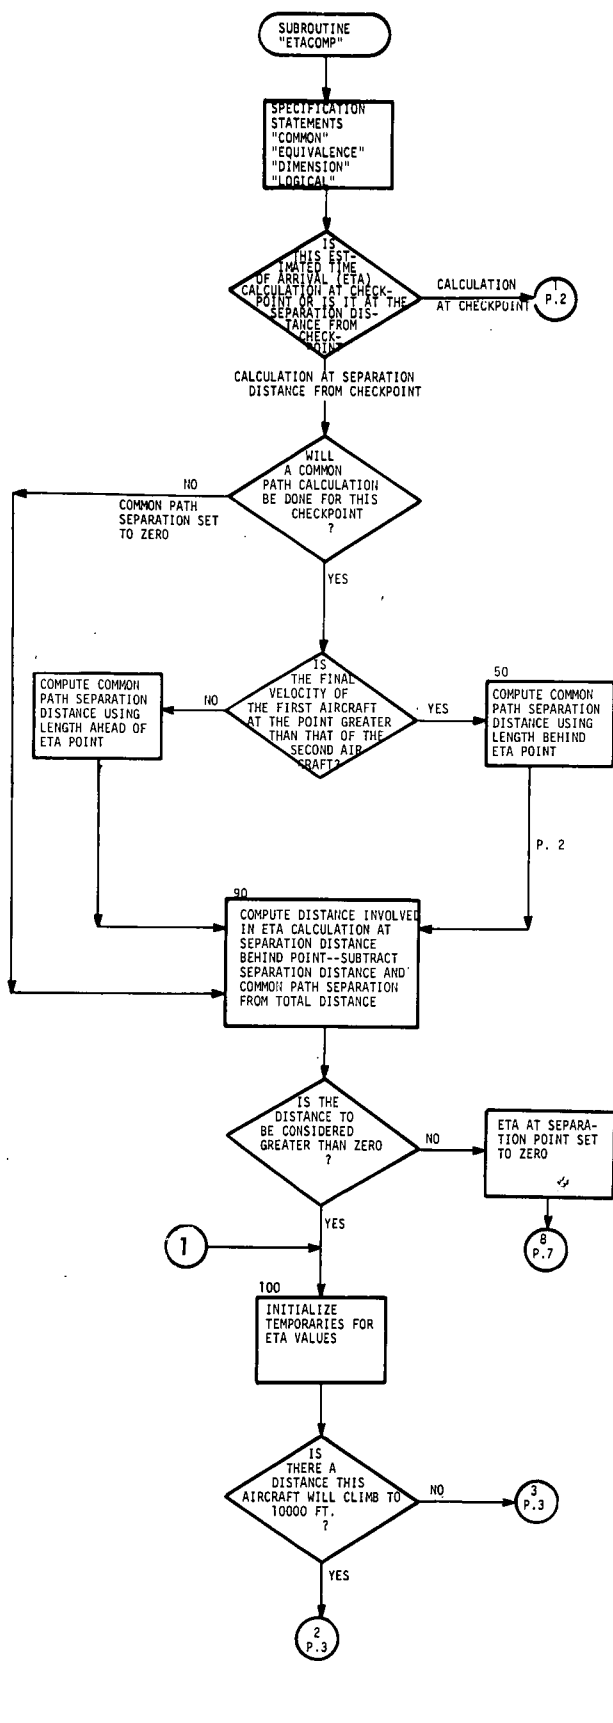 SUBROUTINE
"ETACOMP"
SPECIFICATION
STATEMENTS
"COMMON"
"EQUIVALENCE"
"DIMENSION"
"LOGICAL"
IS
THIS EST-
IMATED TIME
OF ARRIVAL (ETA)
CALCULATION AT CHECK-
POINT OR IS IT AT THE
SEPARATION DIS-
TANCE FROM
CHECK-
POINT
CALCULATION
AT CHECKPOINT
1
P.2
CALCULATION AT SEPARATION
DISTANCE FROM CHECKPOINT
WILL
A COMMON
PATH CALCULATION
BE DONE FOR THIS
CHECKPOINT
?
NO
COMMON PATH
SEPARATION SET
TO ZERO
YES
IS
THE FINAL
VELOCITY OF
THE FIRST AIRCRAFT
AT THE POINT GREATER
THAN THAT OF THE
SECOND AIR
CRAFT?
NO
COMPUTE COMMON
PATH SEPARATION
DISTANCE USING
LENGTH AHEAD OF
ETA POINT
YES
50
COMPUTE COMMON
PATH SEPARATION
DISTANCE USING
LENGTH BEHIND
ETA POINT
P. 2
90
COMPUTE DISTANCE INVOLVED
IN ETA CALCULATION AT
SEPARATION DISTANCE
BEHIND POINT--SUBTRACT
SEPARATION DISTANCE AND
COMMON PATH SEPARATION
FROM TOTAL DISTANCE
IS THE
DISTANCE TO
BE CONSIDERED
GREATER THAN ZERO
?
NO
ETA AT SEPARA-
TION POINT SET
TO ZERO
8
P.7
YES
1
100
INITIALIZE
TEMPORARIES FOR
ETA VALUES
IS
THERE A
DISTANCE THIS
AIRCRAFT WILL CLIMB TO
10000 FT.
?
NO
3
P.3
YES
2
P.3